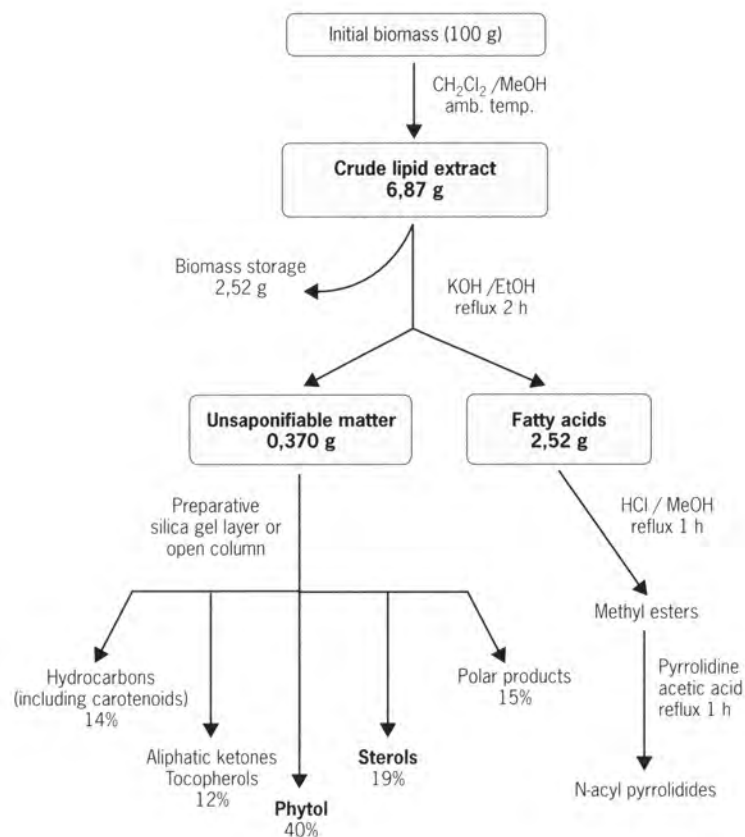 Initial biomass (100 g)
CH₂Cl₂ /MeOH
amb. temp.
Crude lipid extract
6,87 g
Biomass storage
2,52 g
KOH /EtOH
reflux 2 h
Unsaponifiable matter
0,370 g
Fatty acids
2,52 g
Preparative
silica gel layer or
open column
HCl / MeOH
reflux 1 h
Methyl esters
Hydrocarbons
(including carotenoids)
14%
Aliphatic ketones
Tocopherols
12%
Phytol
40%
Sterols
19%
Polar products
15%
Pyrrolidine
acetic acid
reflux 1 h
N-acyl pyrrolidides